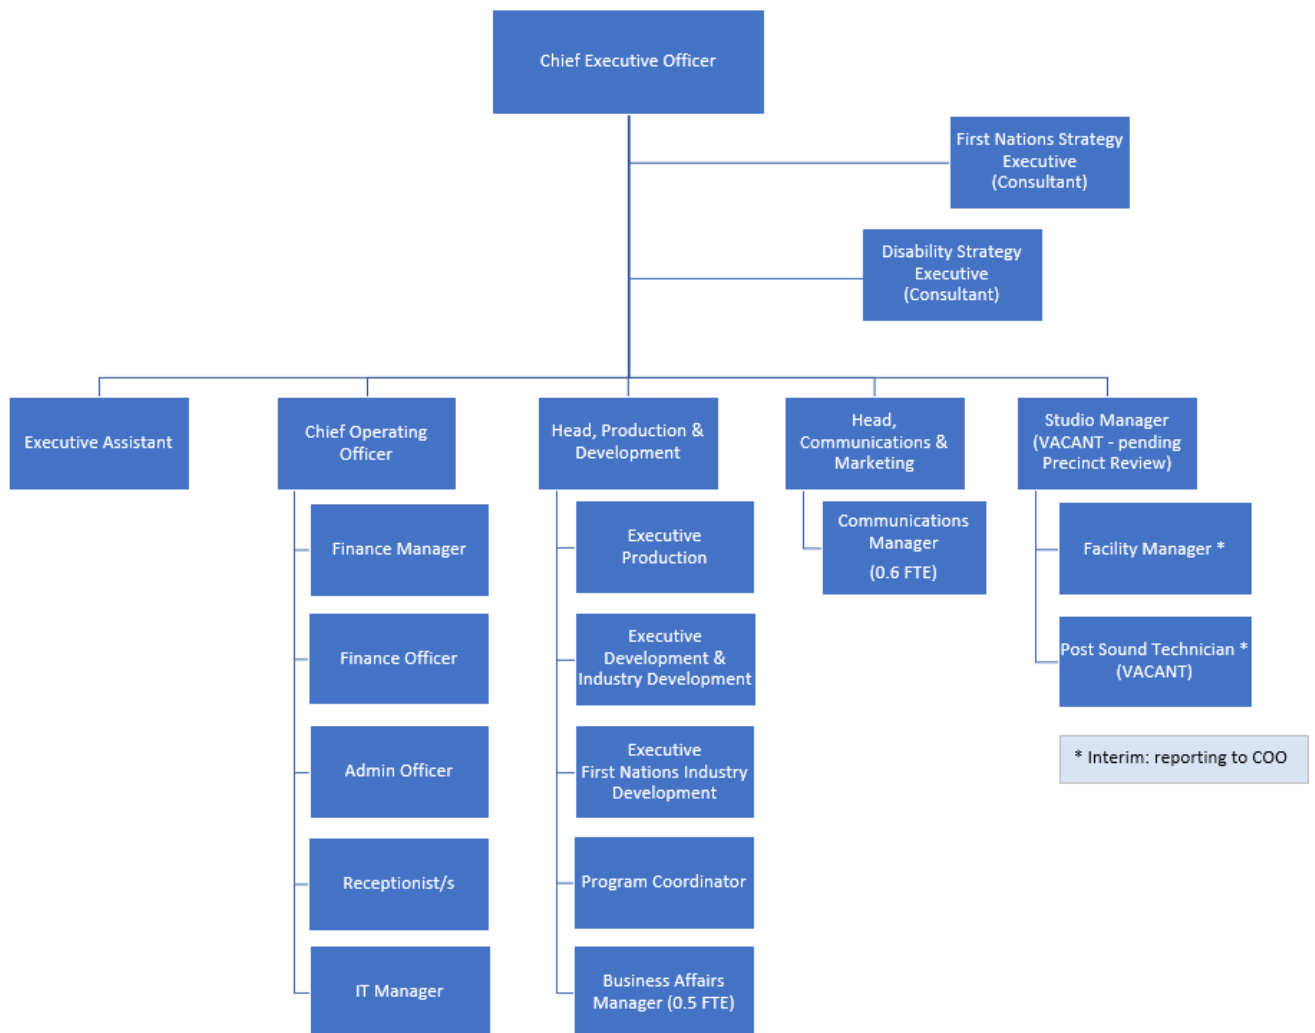 Chief Executive Officer
First Nations Strategy
Executive
(Consultant)
Disability Strategy
Executive
(Consultant)
Executive Assistant
Chief Operating
Officer
Head, Production &
Development
Head,
Communications &
Marketing
Studio Manager
(VACANT - pending
Precinct Review)
Finance Manager
Finance Officer
Admin Officer
Receptionist/s
IT Manager
Executive
Production
Executive
Development &
Industry Development
Executive
First Nations Industry
Development
Program Coordinator
Business Affairs
Manager (0.5 FTE)
Communications
Manager
(0.6 FTE)
Facility Manager *
Post Sound Technician *
(VACANT)
* Interim: reporting to COO